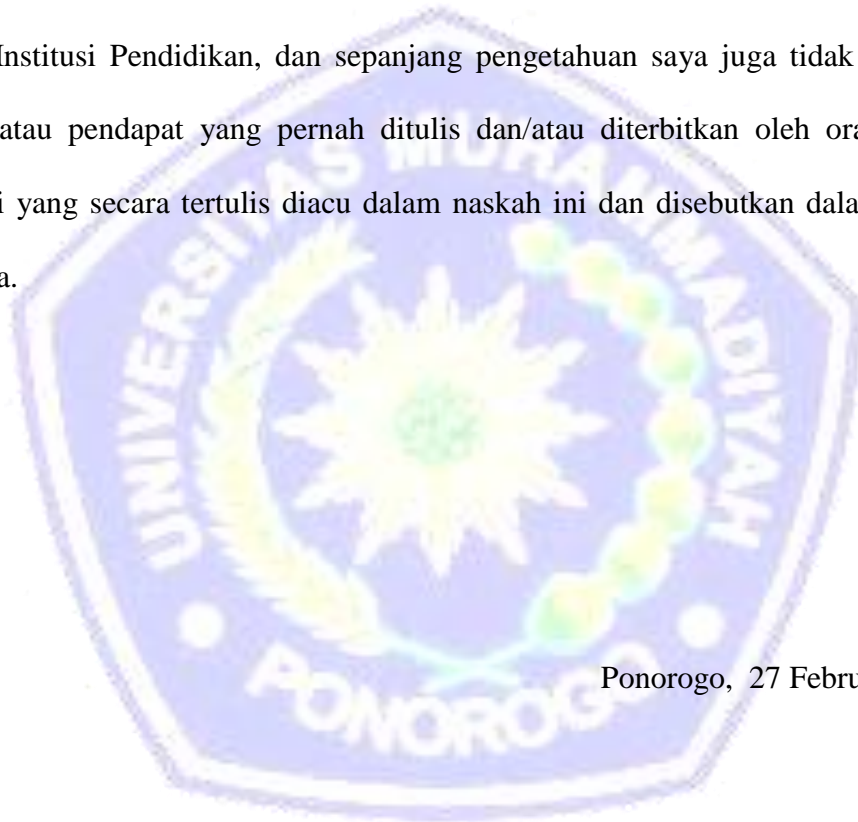 Institusi Pendidikan, dan sepanjang pengetahuan saya juga tidak
atau pendapat yang pernah ditulis dan/atau diterbitkan oleh ora
i yang secara tertulis diacu dalam naskah ini dan disebutkan dala
a.
UNIVERSITAS MUHAMMADIYAH
PONOROGO
Ponorogo, 27 Febru